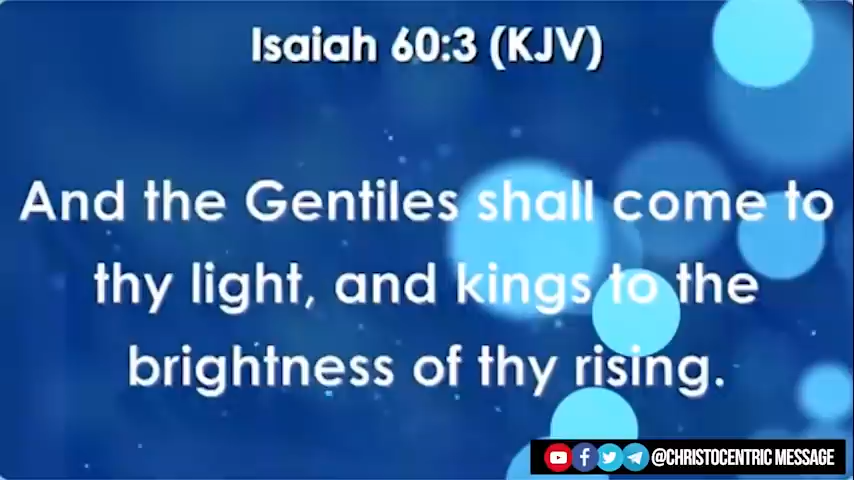 Isaiah 60:3 (KJV)
And the Gentiles shall come to
thy light, and kings to the
brightness of thy rising.
@CHRISTOCENTRIC MESSAGE